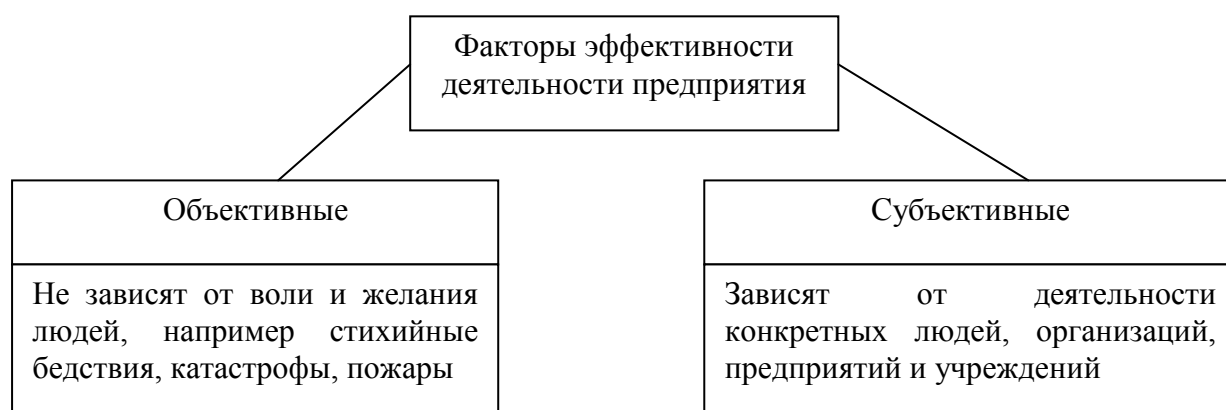 Факторы эффективности
деятельности предприятия
Объективные
Не зависят от воли и желания
людей, например стихийные
бедствия, катастрофы, пожары
Субъективные
Зависят от деятельности
конкретных людей, организаций,
предприятий и учреждений